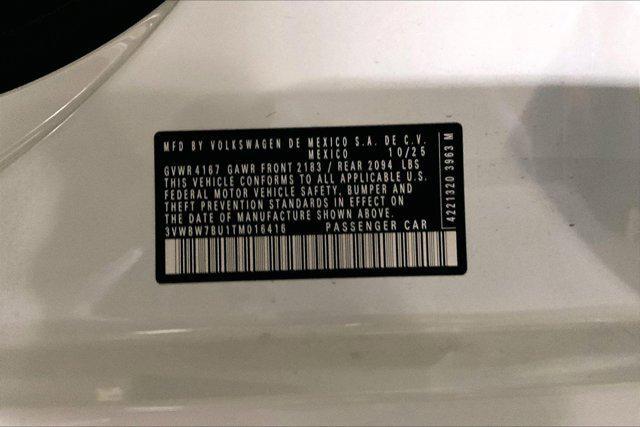 MFD BY VOLKSWAGEN DE MEXICO S.A. DE C.V.
MEXICO 10/25
GVWR 4167 GAWR FRONT 2183 / REAR 2094 LBS
THIS VEHICLE CONFORMS TO ALL APPLICABLE U.S.
FEDERAL MOTOR VEHICLE SAFETY, BUMPER AND
THEFT PREVENTION STANDARDS IN EFFECT ON
THE DATE OF MANUFACTURE SHOWN ABOVE.
3VWBW7BU1TM016416 PASSENGER CAR
4221320 3963 M